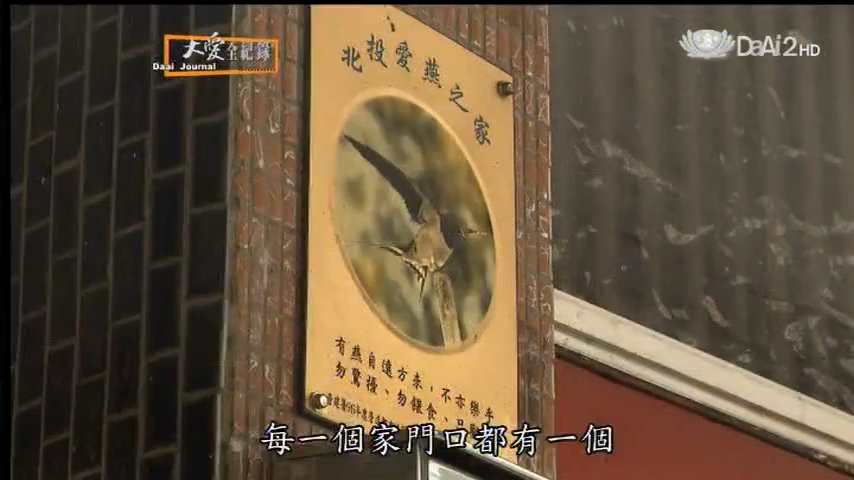 大愛全紀錄
Daai Journal
DaAi2HD
北投愛燕之家
有燕自遠方來，不亦樂乎
勿驚擾、勿餵食、只
每一個家門口都有一個